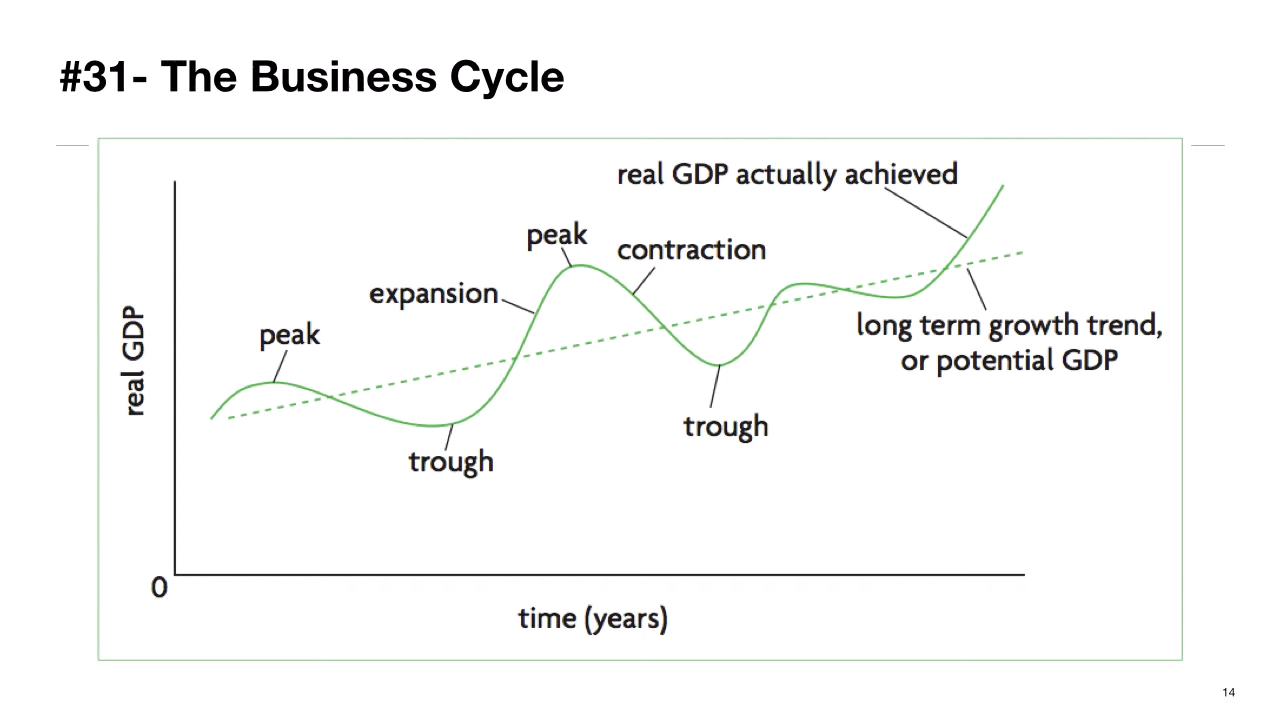 #31- The Business Cycle
real GDP actually achieved
peak
contraction
expansion
peak
long term growth trend,
or potential GDP
real GDP
trough
trough
0
time (years)
14